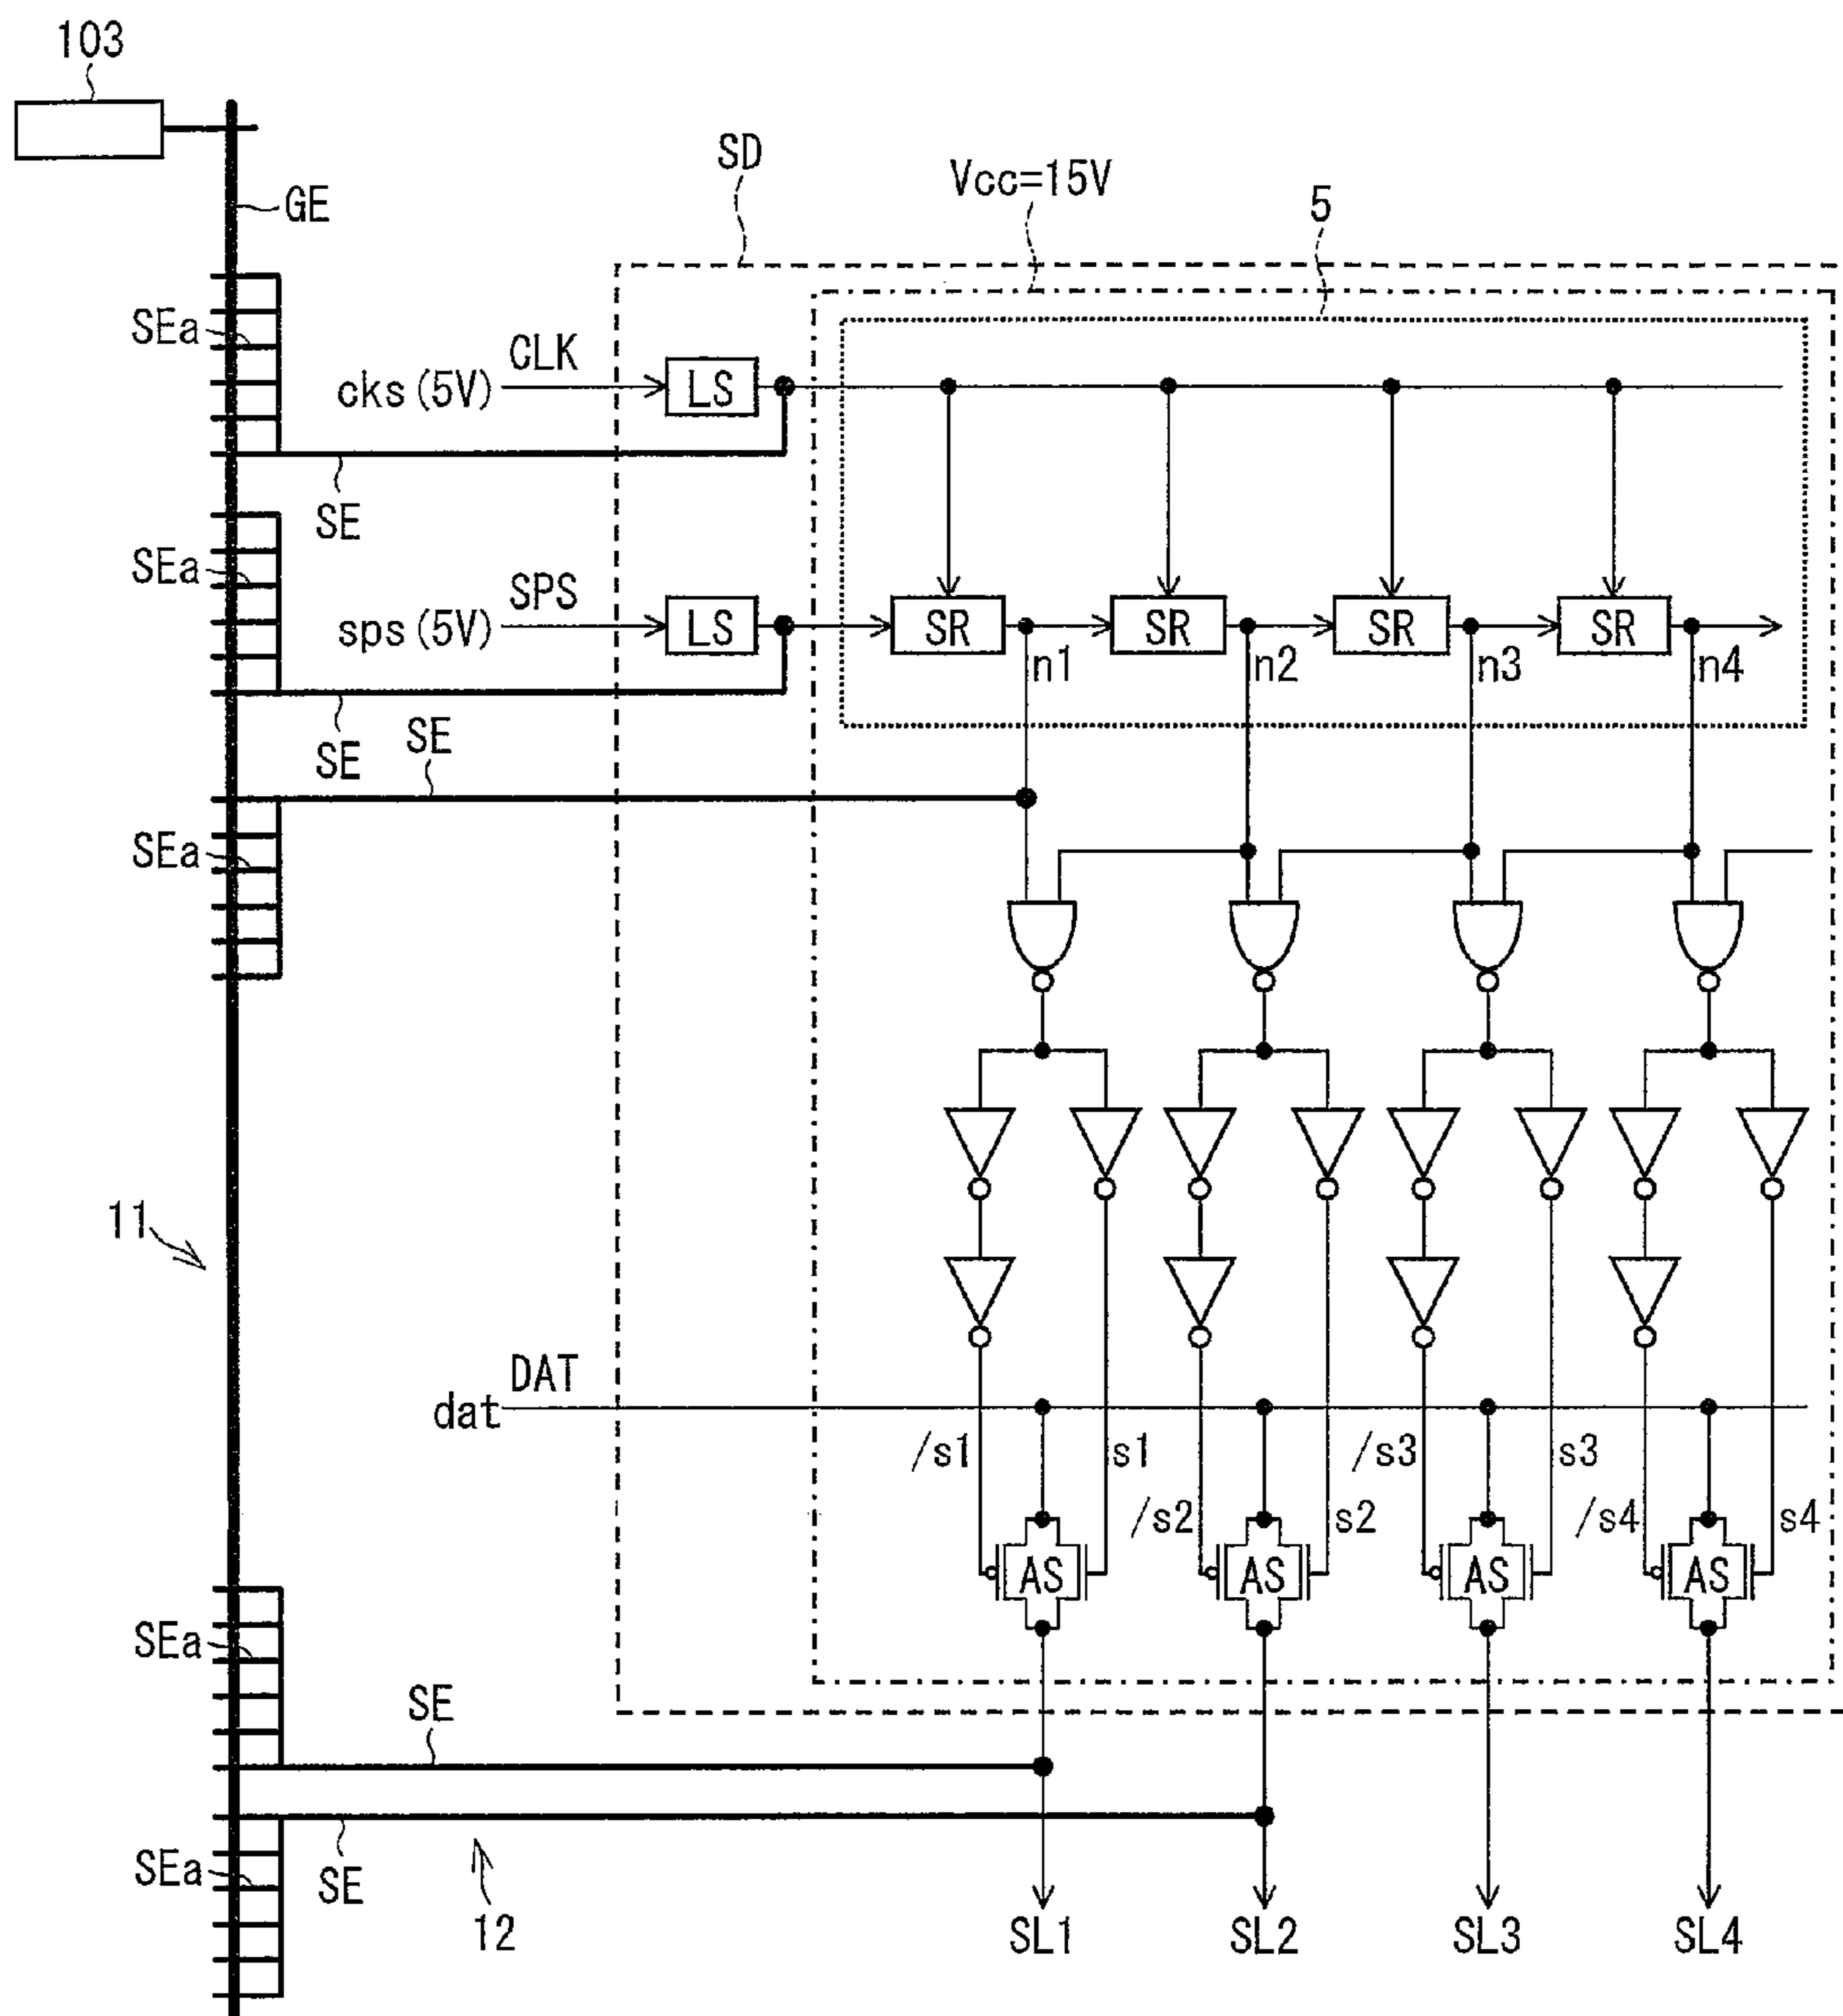 103
SD
Vcc=15V
5
GE
SEa
cks(5V)
CLK
LS
SE
SEa
sps(5V)
SPS
LS
SR
SR
SR
SR
n1
n2
n3
n4
SE
SE
SEa
11
dat
DAT
/s1
s1
/s3
s3
/s2
s2
/s4
s4
AS
AS
AS
AS
SEa
SE
SEa
SE
12
SL1
SL2
SL3
SL4